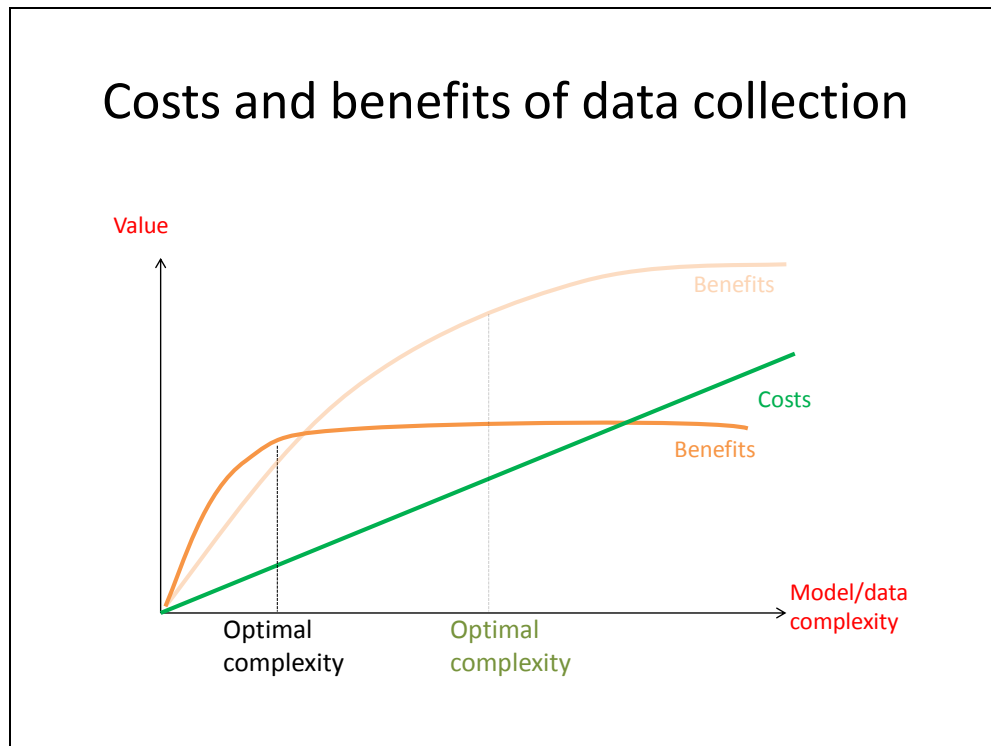 Costs and benefits of data collection
Value
Benefits
Costs
Benefits
Model/data
complexity
Optimal
complexity
Optimal
complexity